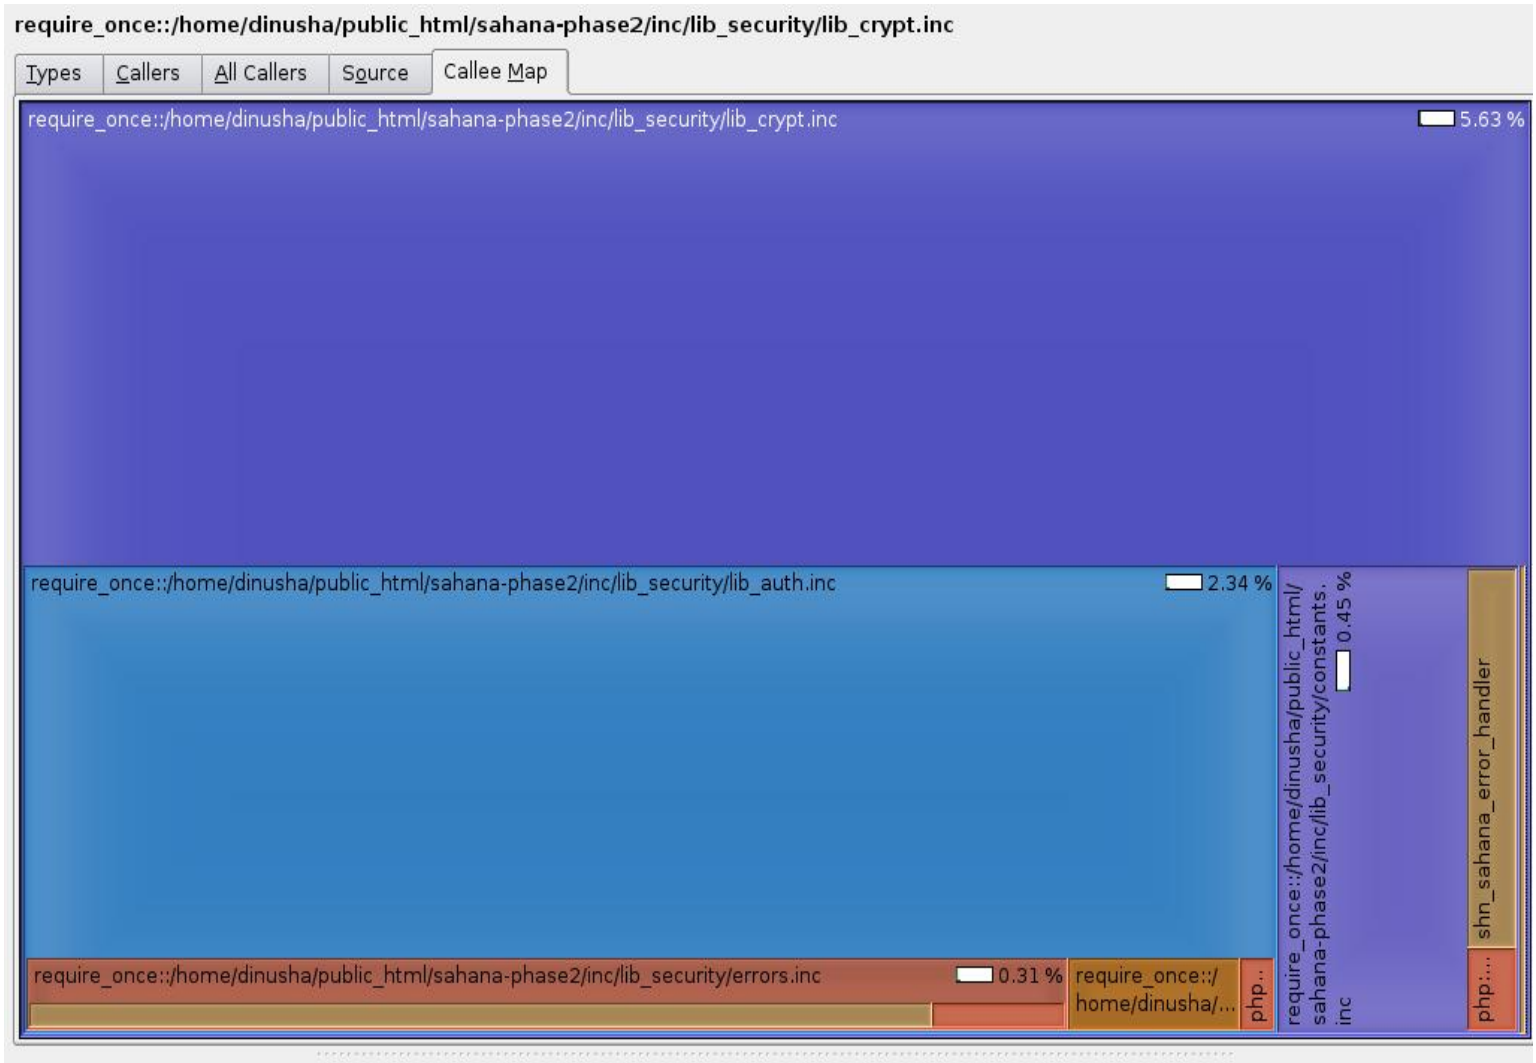 require_once::/home/dinusha/public_html/sahana-phase2/inc/lib_security/lib_crypt.inc
Types Callers All Callers Source Callee Map
require_once::/home/dinusha/public_html/sahana-phase2/inc/lib_security/lib_crypt.inc 5.63 %
require_once::/home/dinusha/public_html/sahana-phase2/inc/lib_security/lib_auth.inc 2.34 %
require_once::/home/dinusha/public_html/
sahana-phase2/inc/lib_security/constants.
inc 0.45 %
shn_sahana_error_handler
require_once::/home/dinusha/public_html/sahana-phase2/inc/lib_security/errors.inc 0.31 %
require_once::/
home/dinusha/...
php...
php:...